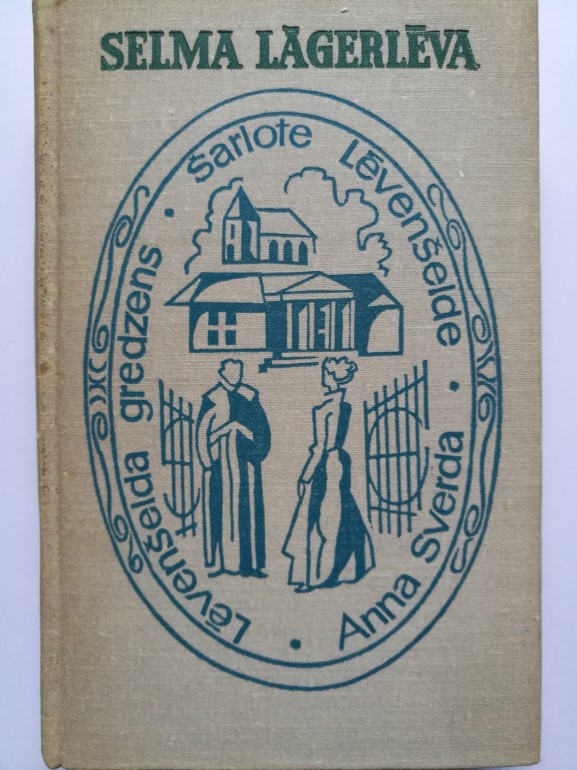 SELMA LĀGERLĒVA
Lēvenšelda gredzens · Šarlote Lēvenšelde · Anna Sverda ·